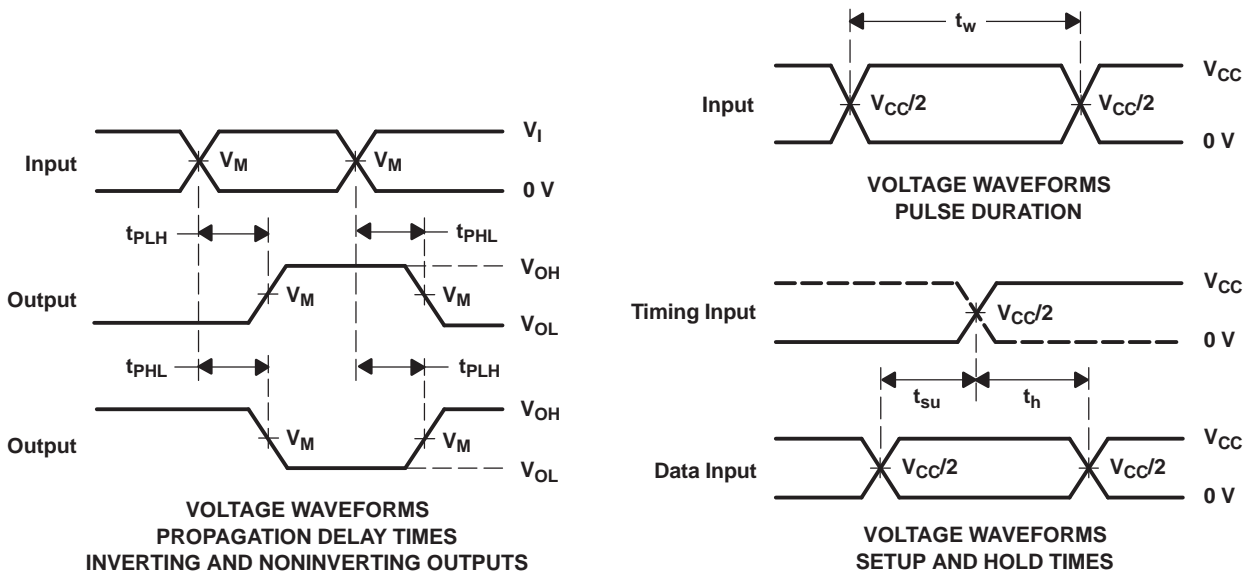 Input
V_M
V_M
V_I
0 V
t_PLH
t_PHL
Output
V_M
V_M
V_OH
V_OL
t_PHL
t_PLH
Output
V_M
V_M
V_OH
V_OL
VOLTAGE WAVEFORMS
PROPAGATION DELAY TIMES
INVERTING AND NONINVERTING OUTPUTS
t_w
Input
V_CC/2
V_CC/2
V_CC
0 V
VOLTAGE WAVEFORMS
PULSE DURATION
Timing Input
V_CC/2
V_CC
0 V
t_su
t_h
Data Input
V_CC/2
V_CC/2
V_CC
0 V
VOLTAGE WAVEFORMS
SETUP AND HOLD TIMES